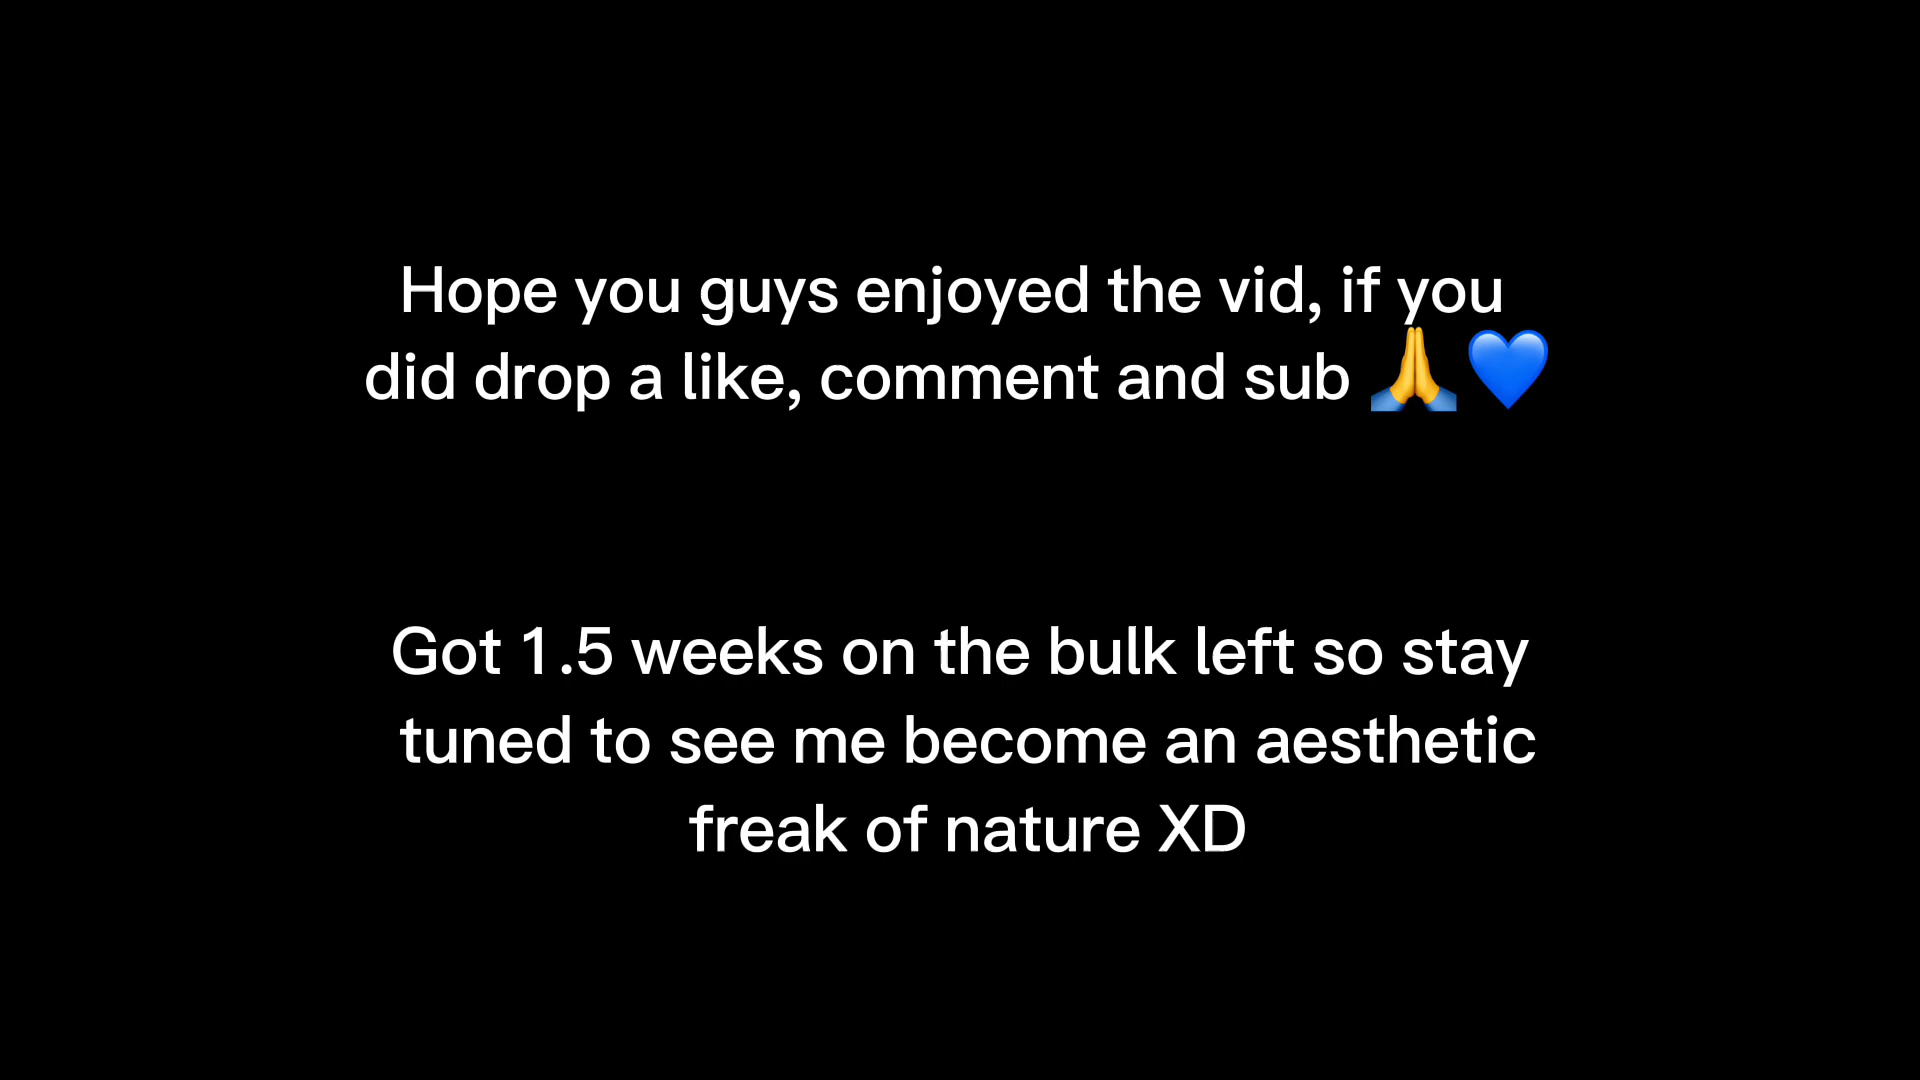 Hope you guys enjoyed the vid, if you
did drop a like, comment and sub 🙏💙
Got 1.5 weeks on the bulk left so stay
tuned to see me become an aesthetic
freak of nature XD